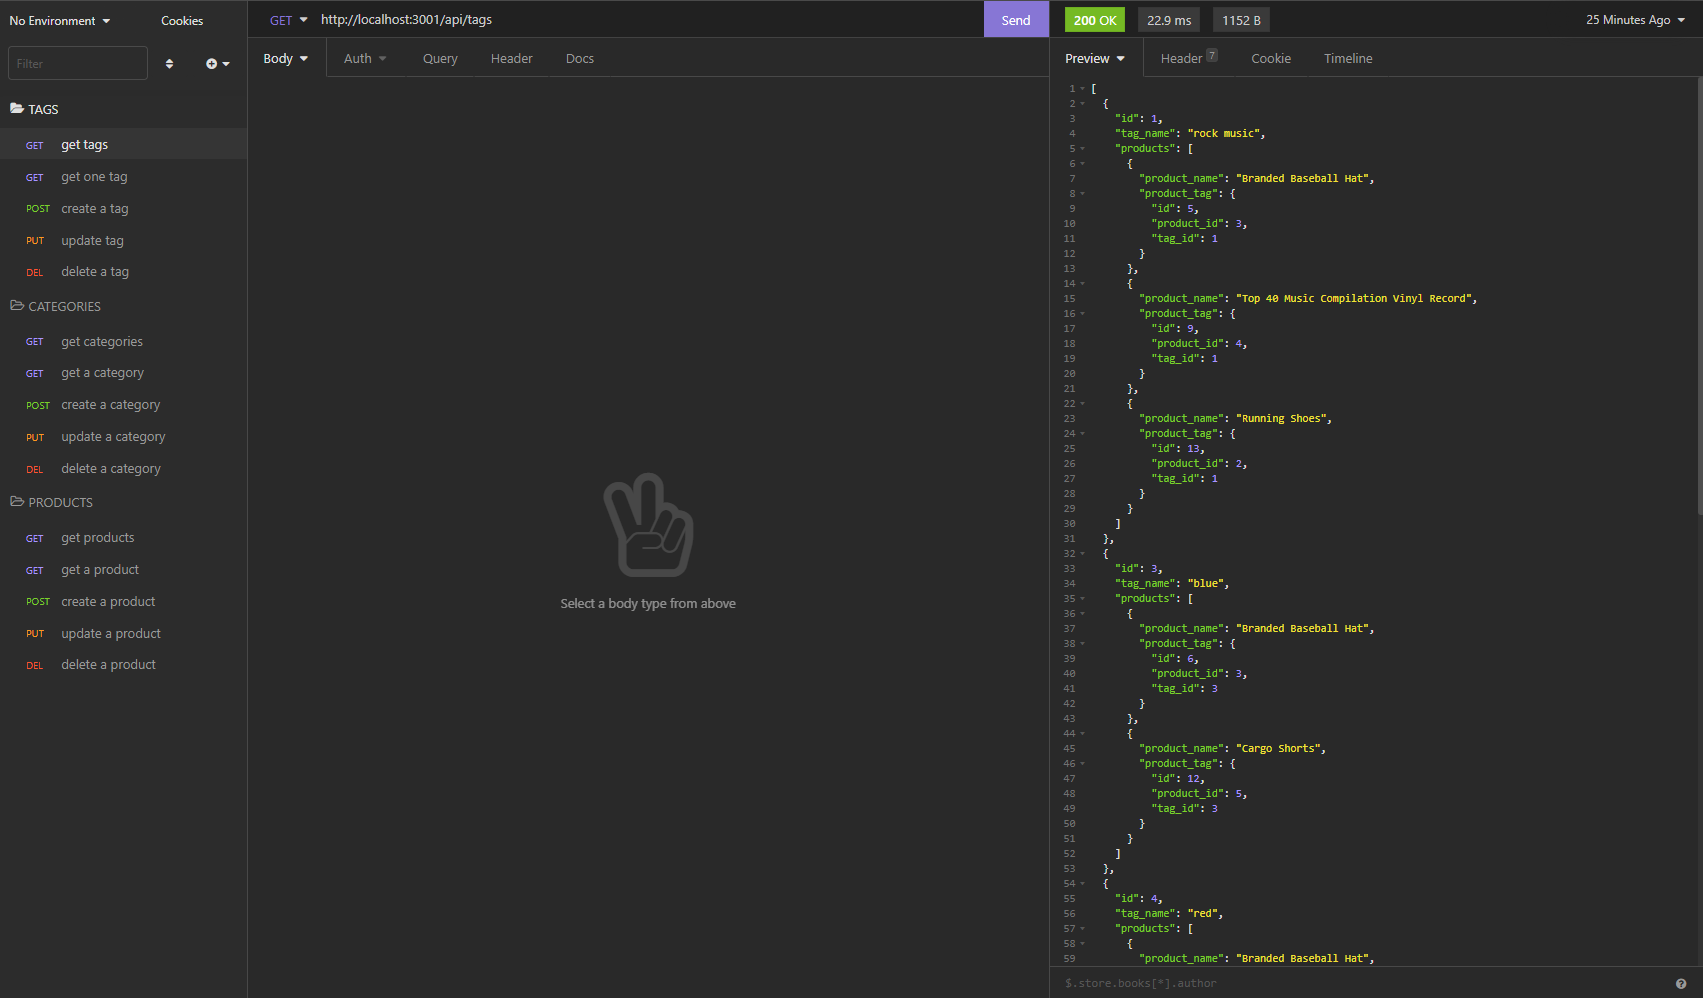 No Environment
Cookies
Filter
TAGS
GET get tags
GET get one tag
POST create a tag
PUT update tag
DEL delete a tag
CATEGORIES
GET get categories
GET get a category
POST create a category
PUT update a category
DEL delete a category
PRODUCTS
GET get products
GET get a product
POST create a product
PUT update a product
DEL delete a product
GET http://localhost:3001/api/tags Send
Body Auth Query Header Docs
Select a body type from above
200 OK 22.9 ms 1152 B 25 Minutes Ago
Preview Header 7 Cookie Timeline
1 [
2 {
3 "id": 1,
4 "tag_name": "rock music",
5 "products": [
6 {
7 "product_name": "Branded Baseball Hat",
8 "product_tag": {
9 "id": 5,
10 "product_id": 3,
11 "tag_id": 1
12 }
13 },
14 {
15 "product_name": "Top 40 Music Compilation Vinyl Record",
16 "product_tag": {
17 "id": 9,
18 "product_id": 4,
19 "tag_id": 1
20 }
21 },
22 {
23 "product_name": "Running Shoes",
24 "product_tag": {
25 "id": 13,
26 "product_id": 2,
27 "tag_id": 1
28 }
29 }
30 ]
31 },
32 {
33 "id": 3,
34 "tag_name": "blue",
35 "products": [
36 {
37 "product_name": "Branded Baseball Hat",
38 "product_tag": {
39 "id": 6,
40 "product_id": 3,
41 "tag_id": 3
42 }
43 },
44 {
45 "product_name": "Cargo Shorts",
46 "product_tag": {
47 "id": 12,
48 "product_id": 5,
49 "tag_id": 3
50 }
51 }
52 ]
53 },
54 {
55 "id": 4,
56 "tag_name": "red",
57 "products": [
58 {
59 "product_name": "Branded Baseball Hat",
$.store.books[*].author